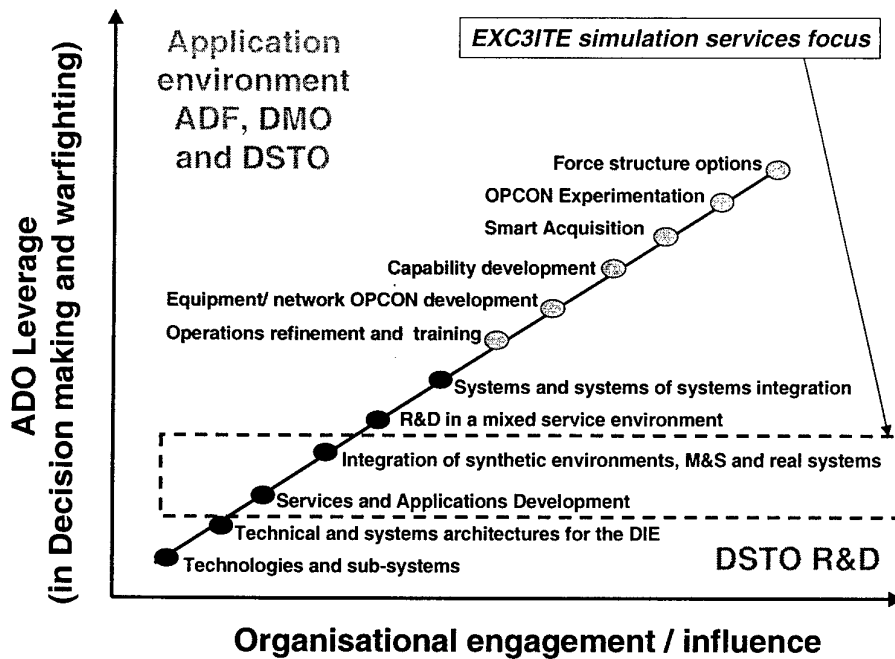 EXC3ITE simulation services focus
Application
environment
ADF, DMO
and DSTO
Force structure options
OPCON Experimentation
Smart Acquisition
Capability development
Equipment/ network OPCON development
Operations refinement and training
Systems and systems of systems integration
R&D in a mixed service environment
Integration of synthetic environments, M&S and real systems
Services and Applications Development
Technical and systems architectures for the DIE
Technologies and sub-systems
DSTO R&D
ADO Leverage
(in Decision making and warfighting)
Organisational engagement / influence